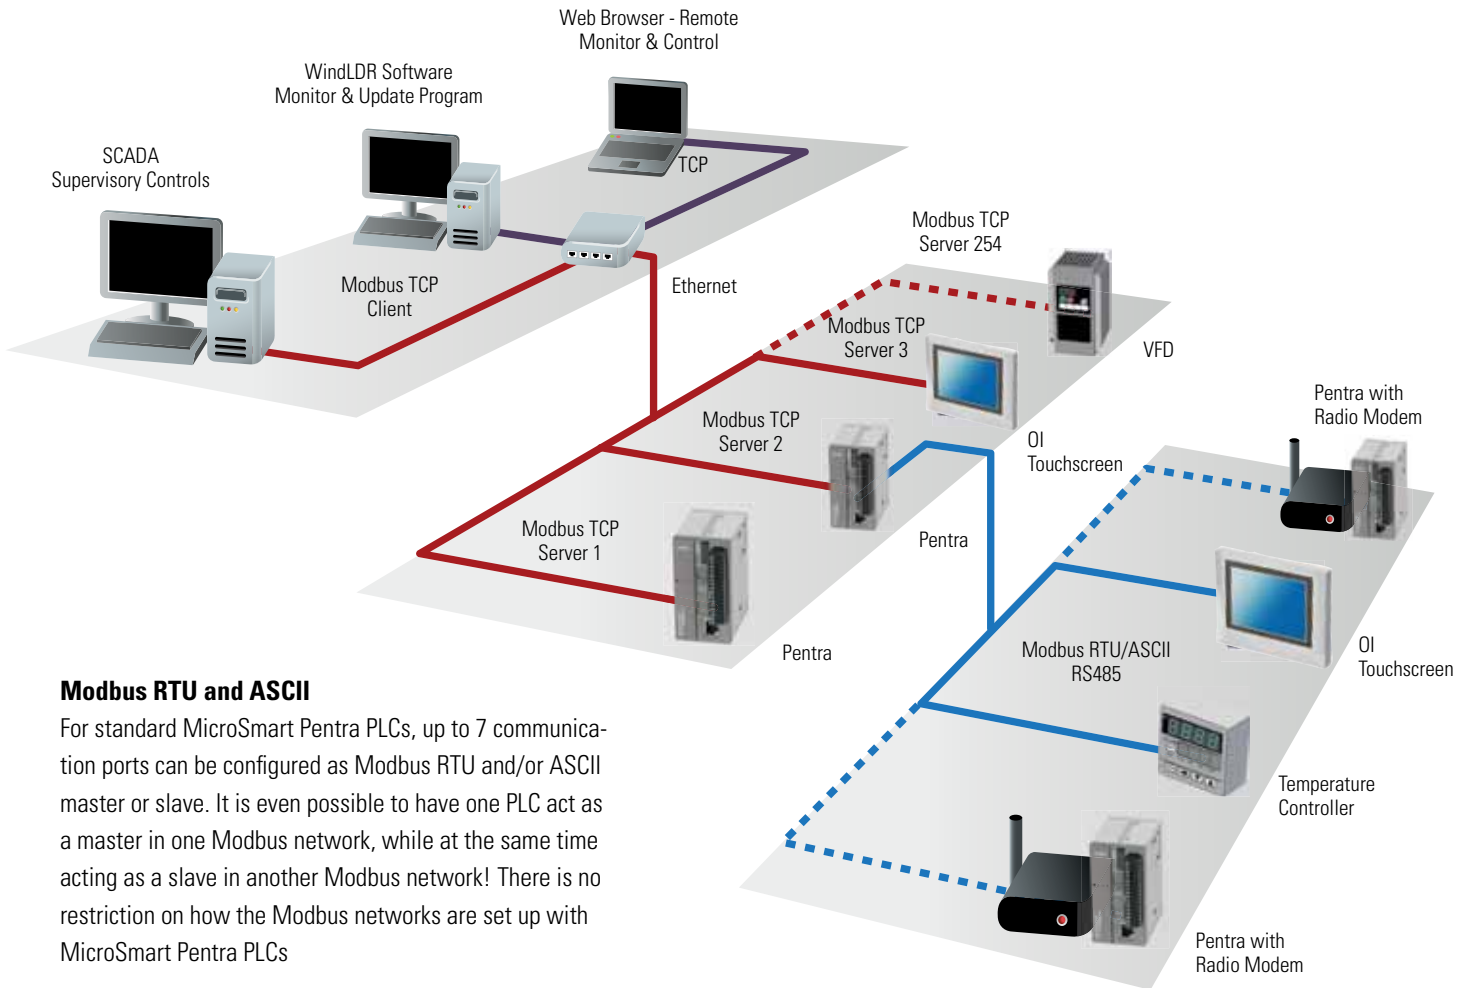 Web Browser - Remote
Monitor & Control
WindLDR Software
Monitor & Update Program
SCADA
Supervisory Controls
TCP
Modbus TCP
Client
Ethernet
Modbus TCP
Server 254
VFD
Modbus TCP
Server 3
OI
Touchscreen
Modbus TCP
Server 2
Pentra
Modbus TCP
Server 1
Pentra
Pentra with
Radio Modem
OI
Touchscreen
Modbus RTU/ASCII
RS485
Temperature
Controller
Pentra with
Radio Modem
Modbus RTU and ASCII
For standard MicroSmart Pentra PLCs, up to 7 communica-
tion ports can be configured as Modbus RTU and/or ASCII
master or slave. It is even possible to have one PLC act as
a master in one Modbus network, while at the same time
acting as a slave in another Modbus network! There is no
restriction on how the Modbus networks are set up with
MicroSmart Pentra PLCs